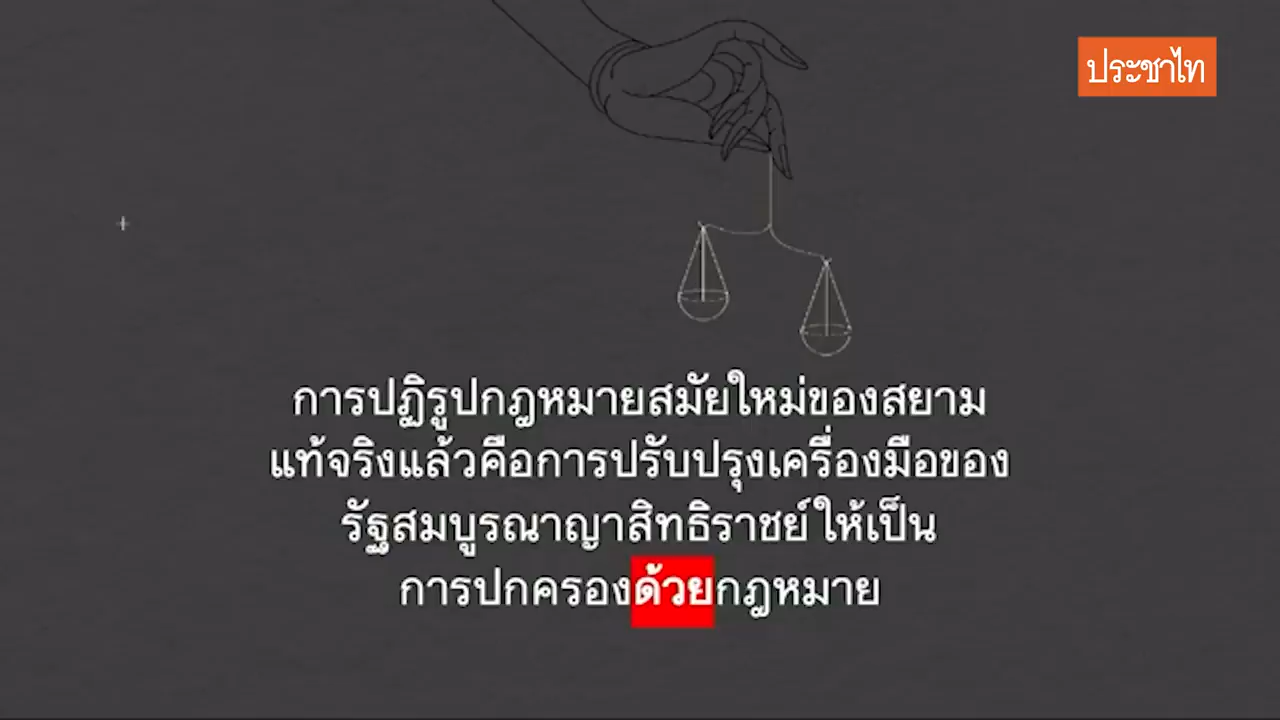 ประชาไท
การปฏิรูปกฎหมายสมัยใหม่ของสยาม
แท้จริงแล้วคือการปรับปรุงเครื่องมือของ
รัฐสมบูรณาญาสิทธิราชย์ให้เป็น
การปกครองด้วยกฎหมาย